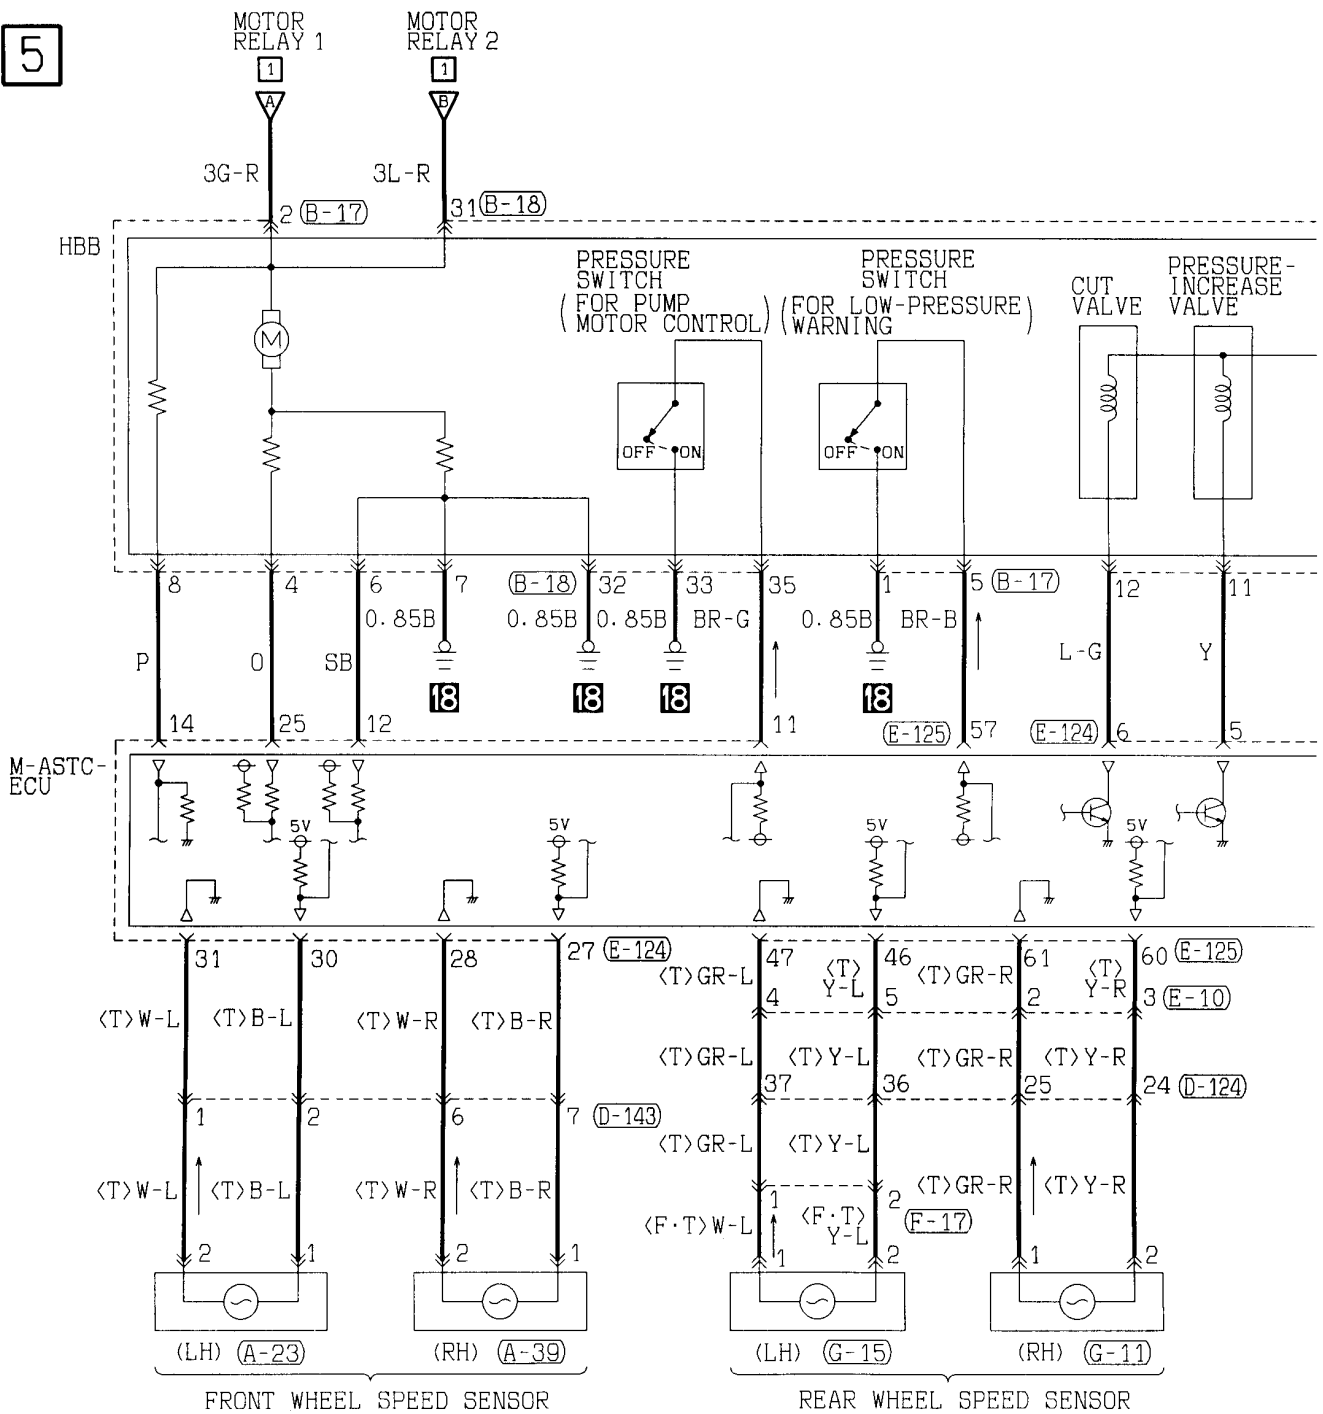 5
MOTOR
RELAY 1
MOTOR
RELAY 2
1
1
A
B
3G-R
3L-R
2 (B-17)
31 (B-18)
HBB
PRESSURE
SWITCH
(FOR PUMP
MOTOR CONTROL)
PRESSURE
SWITCH
(FOR LOW-PRESSURE)
WARNING
CUT
VALVE
PRESSURE-
INCREASE
VALVE
M
OFF ON
OFF ON
8 4 6 7 (B-18) 32 33 35 1 5 (B-17) 12 11
0.85B 0.85B 0.85B BR-G 0.85B BR-B
P O SB L-G Y
18 18 18 18
14 25 12 11 (E-125) 57 (E-124) 6 5
M-ASTC-
ECU
5V 5V 5V 5V
31 30 28 27 (E-124) 47 46 61 60 (E-125)
<T>GR-L <T>
Y-L <T>GR-R <T>
Y-R
4 5 2 3 (E-10)
<T>W-L <T>B-L <T>W-R <T>B-R
<T>GR-L <T>Y-L <T>GR-R <T>Y-R
37 36 25 24 (D-124)
1 2 6 7 (D-143)
<T>GR-L <T>Y-L
<T>W-L <T>B-L <T>W-R <T>B-R
<T>GR-R <T>Y-R
1 2 (F-17)
<F·T>W-L <F·T>
Y-L
2 1 2 1 1 2 1 2
(LH) (A-23) (RH) (A-39) (LH) (G-15) (RH) (G-11)
FRONT WHEEL SPEED SENSOR
REAR WHEEL SPEED SENSOR